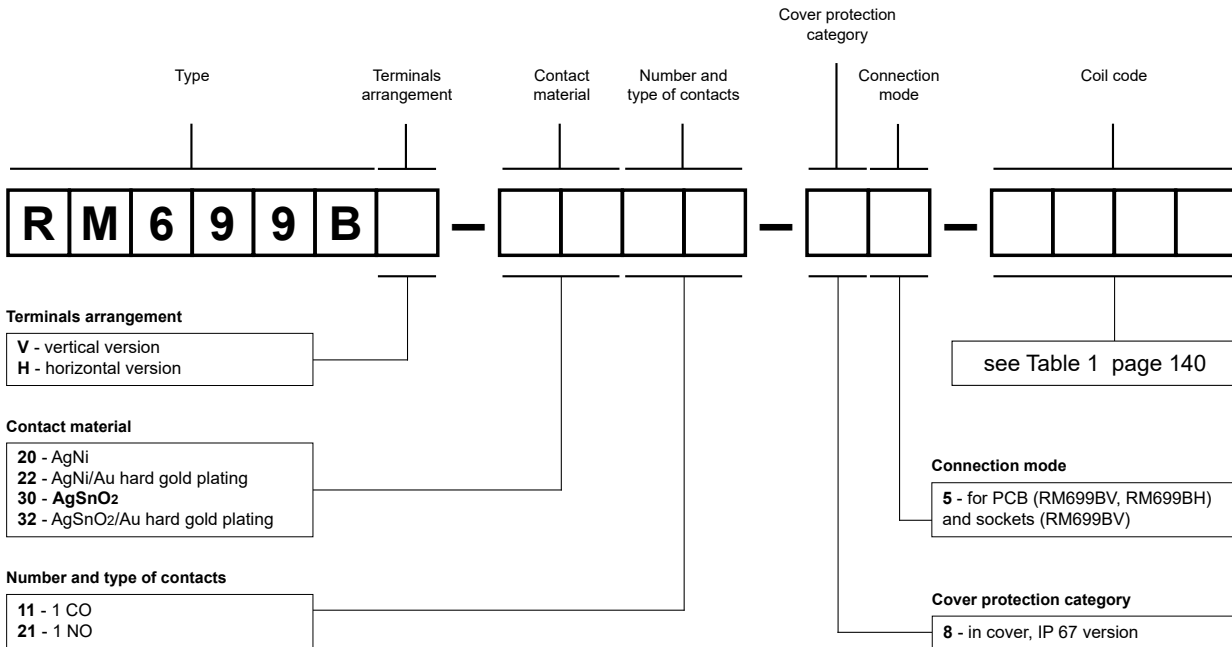 Cover protection
category
Type
Terminals
arrangement
Contact
material
Number and
type of contacts
Connection
mode
Coil code
R M 6 9 9 B – – –
Terminals arrangement
V - vertical version
H - horizontal version
see Table 1 page 140
Contact material
20 - AgNi
22 - AgNi/Au hard gold plating
30 - AgSnO2
32 - AgSnO2/Au hard gold plating
Connection mode
5 - for PCB (RM699BV, RM699BH)
and sockets (RM699BV)
Number and type of contacts
11 - 1 CO
21 - 1 NO
Cover protection category
8 - in cover, IP 67 version